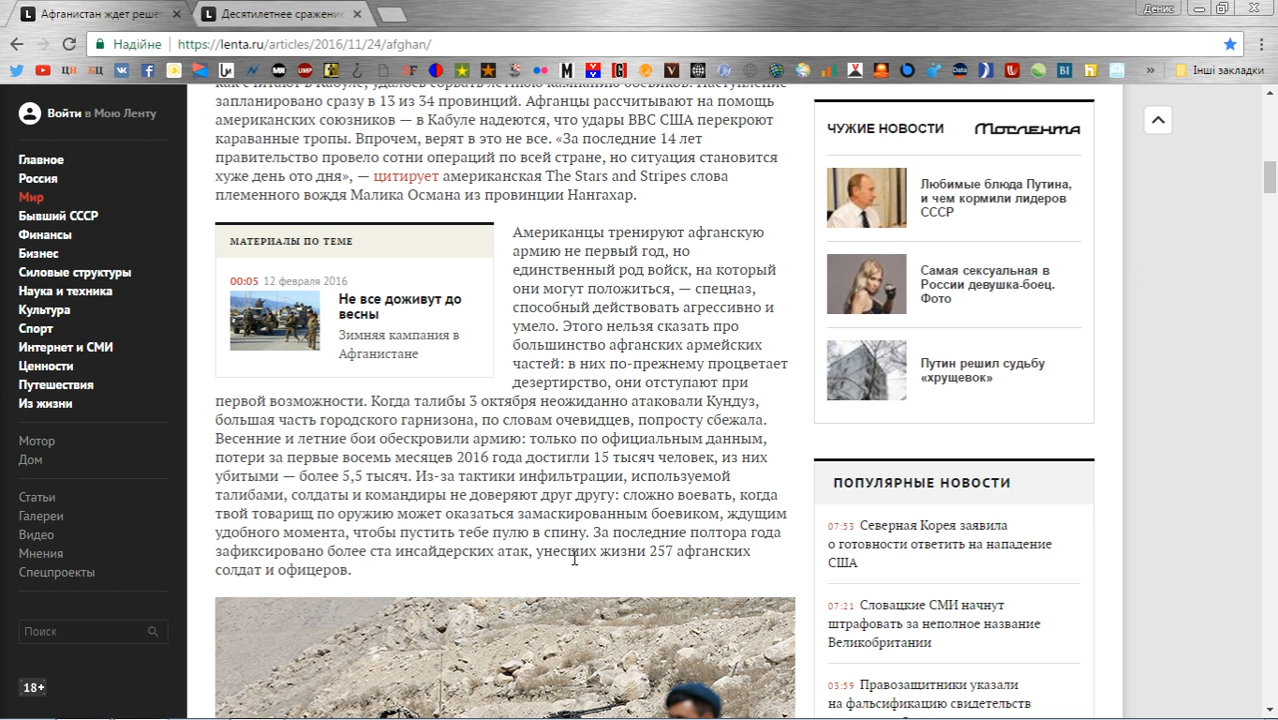 Афганистан ждет реше
Десятилетнее сражение
Денис
Надійне
https://lenta.ru/articles/2016/11/24/afghan/
Інші закладки
Войти в Мою Ленту
Главное
Россия
Мир
Бывший СССР
Финансы
Бизнес
Силовые структуры
Наука и техника
Культура
Спорт
Интернет и СМИ
Ценности
Путешествия
Из жизни
Мотор
Дом
Статьи
Галереи
Видео
Мнения
Спецпроекты
Поиск
18+
запланировано сразу в 13 из 34 провинций. Афганцы рассчитывают на помощь
американских союзников — в Кабуле надеются, что удары ВВС США перекроют
караванные тропы. Впрочем, верят в это не все. «За последние 14 лет
правительство провело сотни операций по всей стране, но ситуация становится
хуже день ото дня», — цитирует американская The Stars and Stripes слова
племенного вождя Малика Османа из провинции Нангахар.
МАТЕРИАЛЫ ПО ТЕМЕ
00:05 12 февраля 2016
Не все доживут до
весны
Зимняя кампания в
Афганистане
Американцы тренируют афганскую
армию не первый год, но
единственный род войск, на который
они могут положиться, — спецназ,
способный действовать агрессивно и
умело. Этого нельзя сказать про
большинство афганских армейских
частей: в них по-прежнему процветает
дезертирство, они отступают при
первой возможности. Когда талибы 3 октября неожиданно атаковали Кундуз,
большая часть городского гарнизона, по словам очевидцев, попросту сбежала.
Весенние и летние бои обескровили армию: только по официальным данным,
потери за первые восемь месяцев 2016 года достигли 15 тысяч человек, из них
убитыми — более 5,5 тысяч. Из-за тактики инфильтрации, используемой
талибами, солдаты и командиры не доверяют друг другу: сложно воевать, когда
твой товарищ по оружию может оказаться замаскированным боевиком, ждущим
удобного момента, чтобы пустить тебе пулю в спину. За последние полтора года
зафиксировано более ста инсайдерских атак, унесших жизни 257 афганских
солдат и офицеров.
ЧУЖИЕ НОВОСТИ
Мослента
Любимые блюда Путина,
и чем кормили лидеров
СССР
Самая сексуальная в
России девушка-боец.
Фото
Путин решил судьбу
«хрущевок»
ПОПУЛЯРНЫЕ НОВОСТИ
07:53 Северная Корея заявила
о готовности ответить на нападение
США
07:21 Словацкие СМИ начнут
штрафовать за неполное название
Великобритании
03:59 Правозащитники указали
на фальсификацию свидетельств